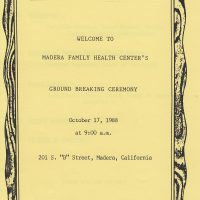 WELCOME TO
MADERA FAMILY HEALTH CENTER'S
GROUND BREAKING CEREMONY
October 17, 1988
at 9:00 a.m.
201 S. "B" Street, Madera, California